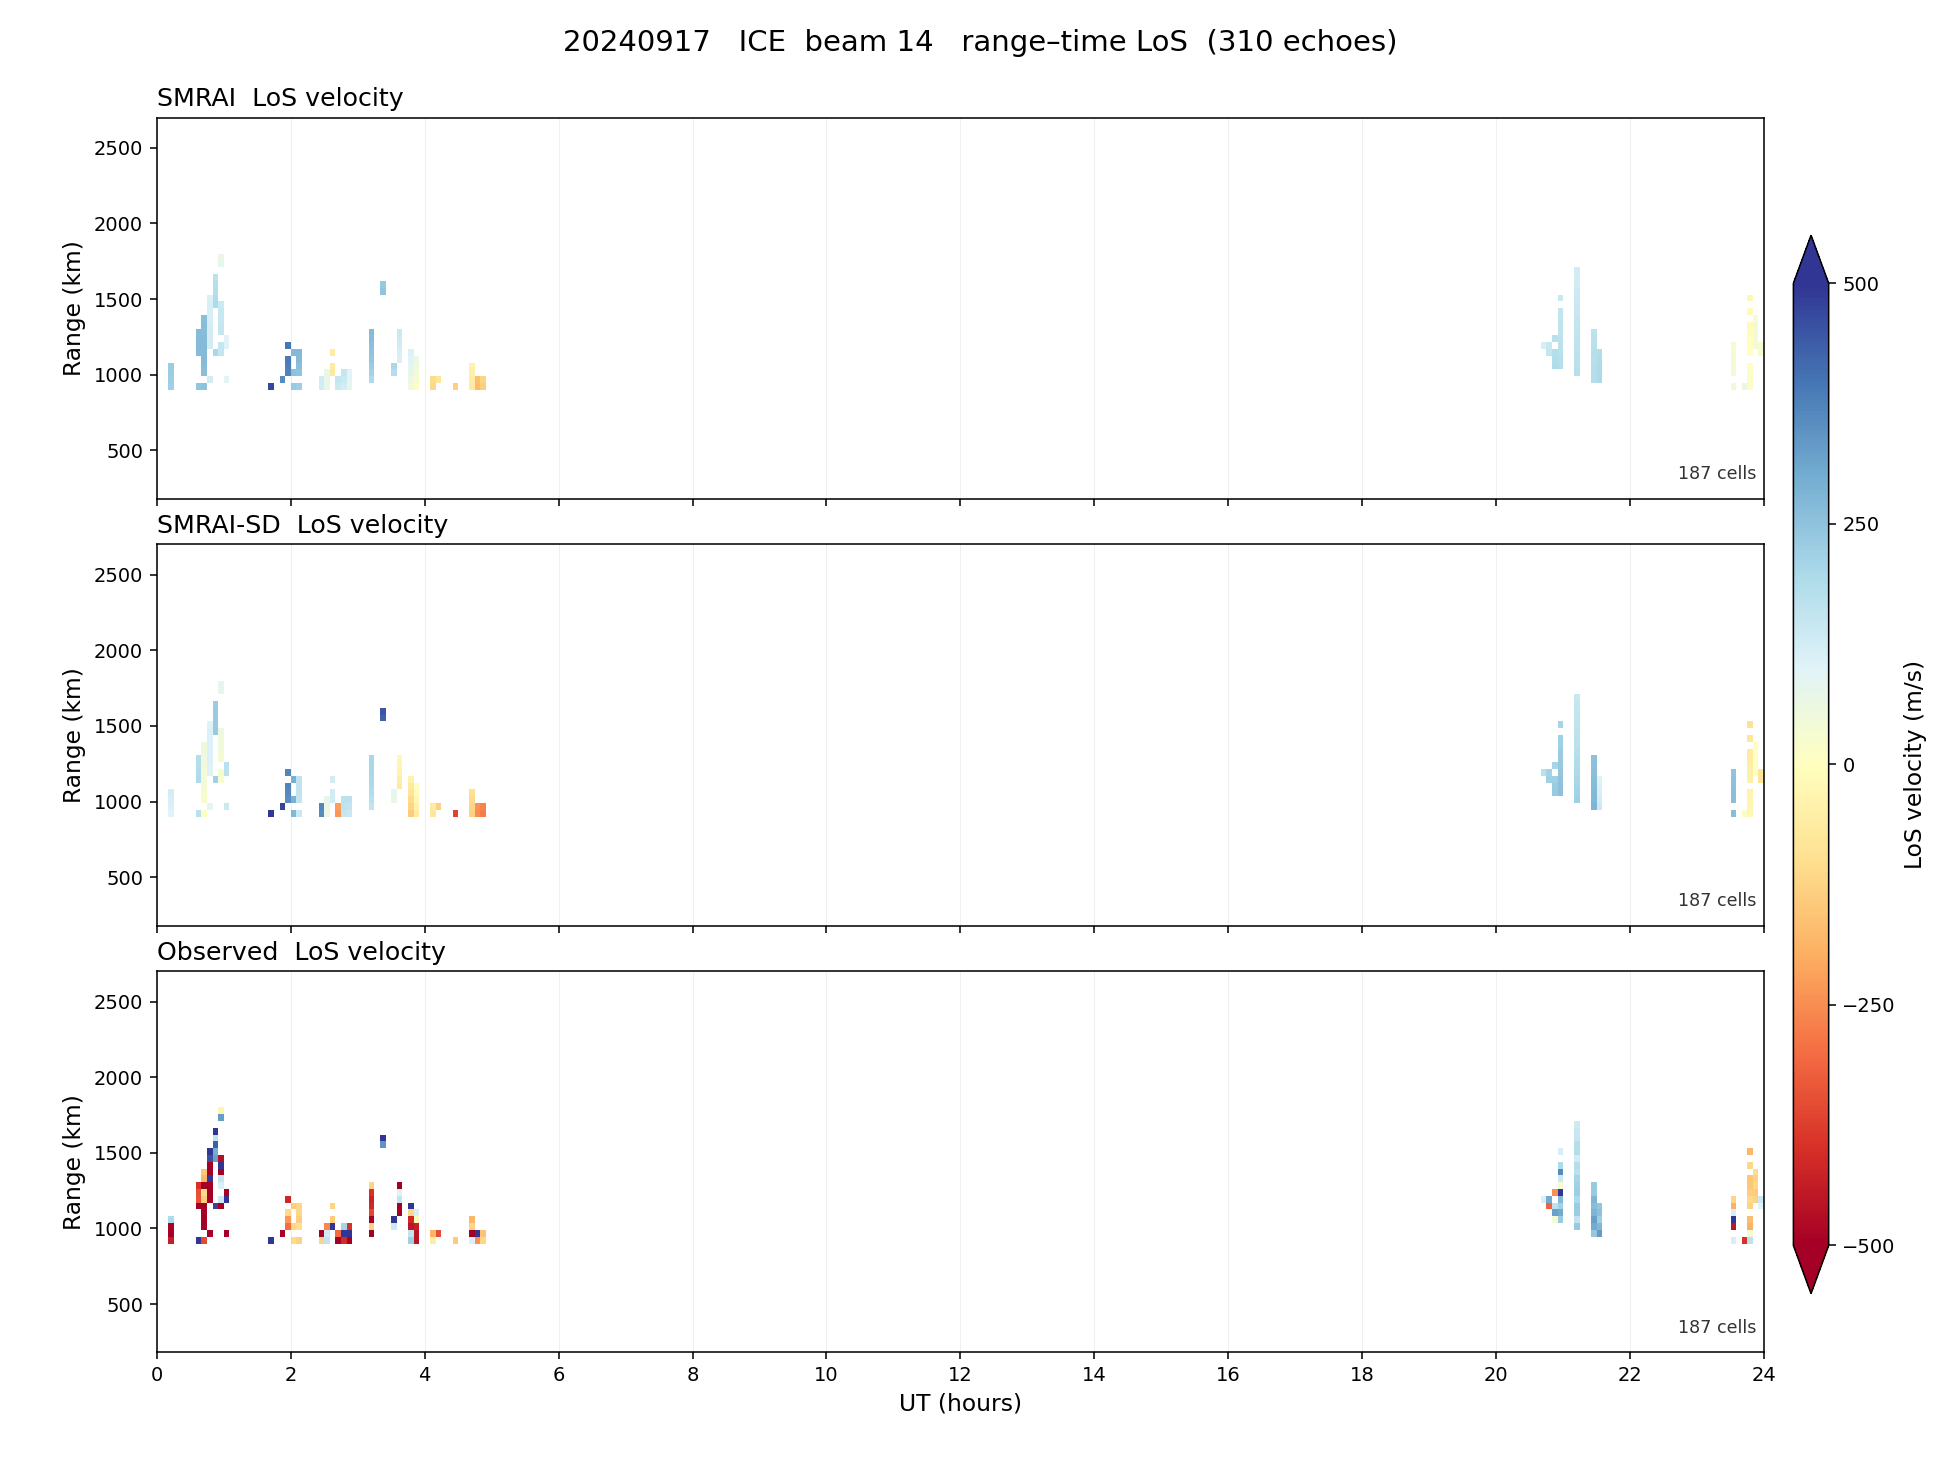 20240917   ICE  beam 14   range–time LoS  (310 echoes)
SMRAI  LoS velocity
2500
2000
1500
1000
500
Range (km)
187 cells
SMRAI-SD  LoS velocity
2500
2000
1500
1000
500
Range (km)
187 cells
Observed  LoS velocity
2500
2000
1500
1000
500
Range (km)
187 cells
0 2 4 6 8 10 12 14 16 18 20 22 24
UT (hours)
500
250
0
−250
−500
LoS velocity (m/s)